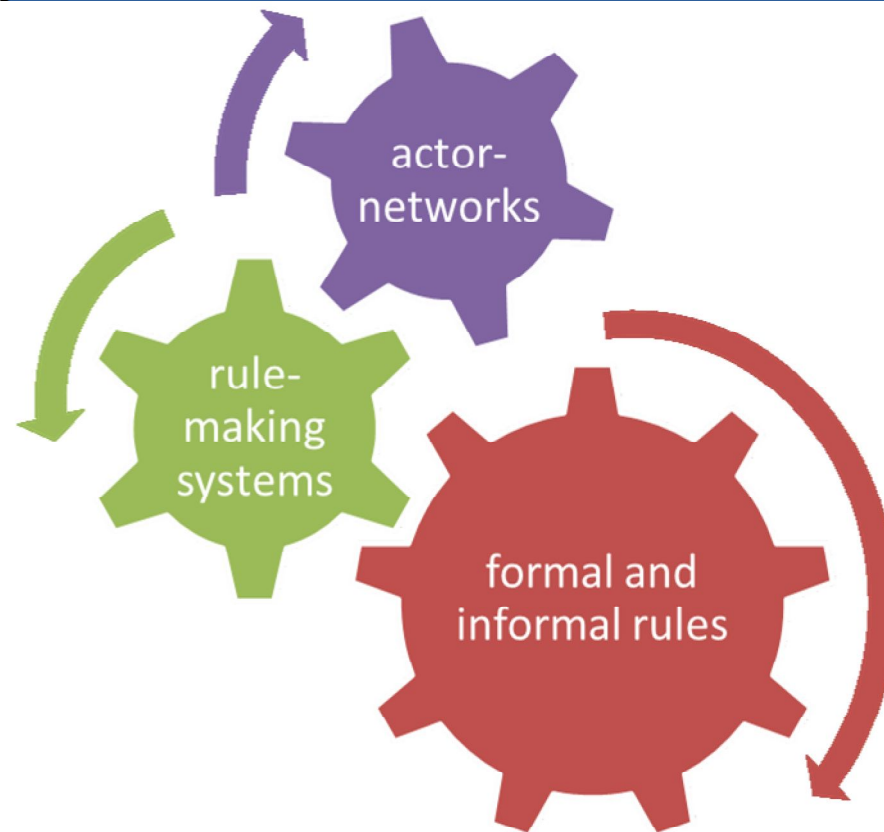 actor-
networks
rule-
making
systems
formal and
informal rules